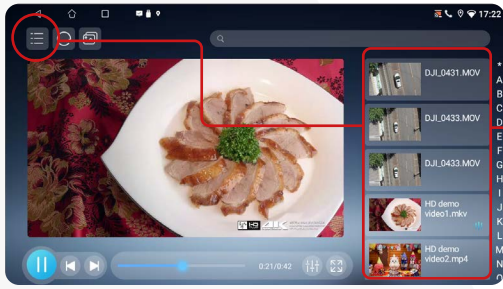 17:22
DJI_0431.MOV
DJI_0433.MOV
DJI_0433.MOV
HD demo
video1.mkv
HD demo
video2.mp4
*
A
B
C
D
E
F
G
H
J
K
L
M
N
O
0:21/0:42